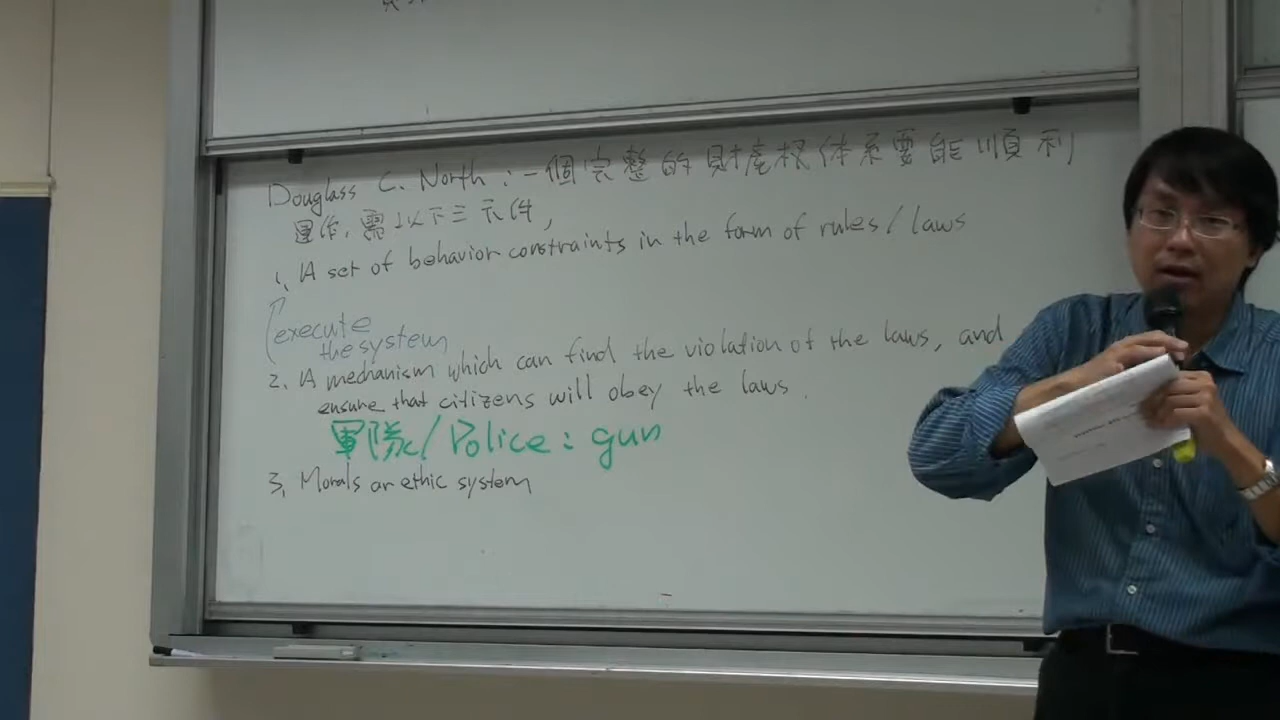 Douglass C. North : 一個完整的財產权体系要能順利
運作, 需以下三条件,
1. A set of behavior constraints in the form of rules / laws
execute
the system
2. A mechanism which can find the violation of the laws, and
ensure that citizens will obey the laws.
軍隊 / Police : gun
3. Morals an ethic system